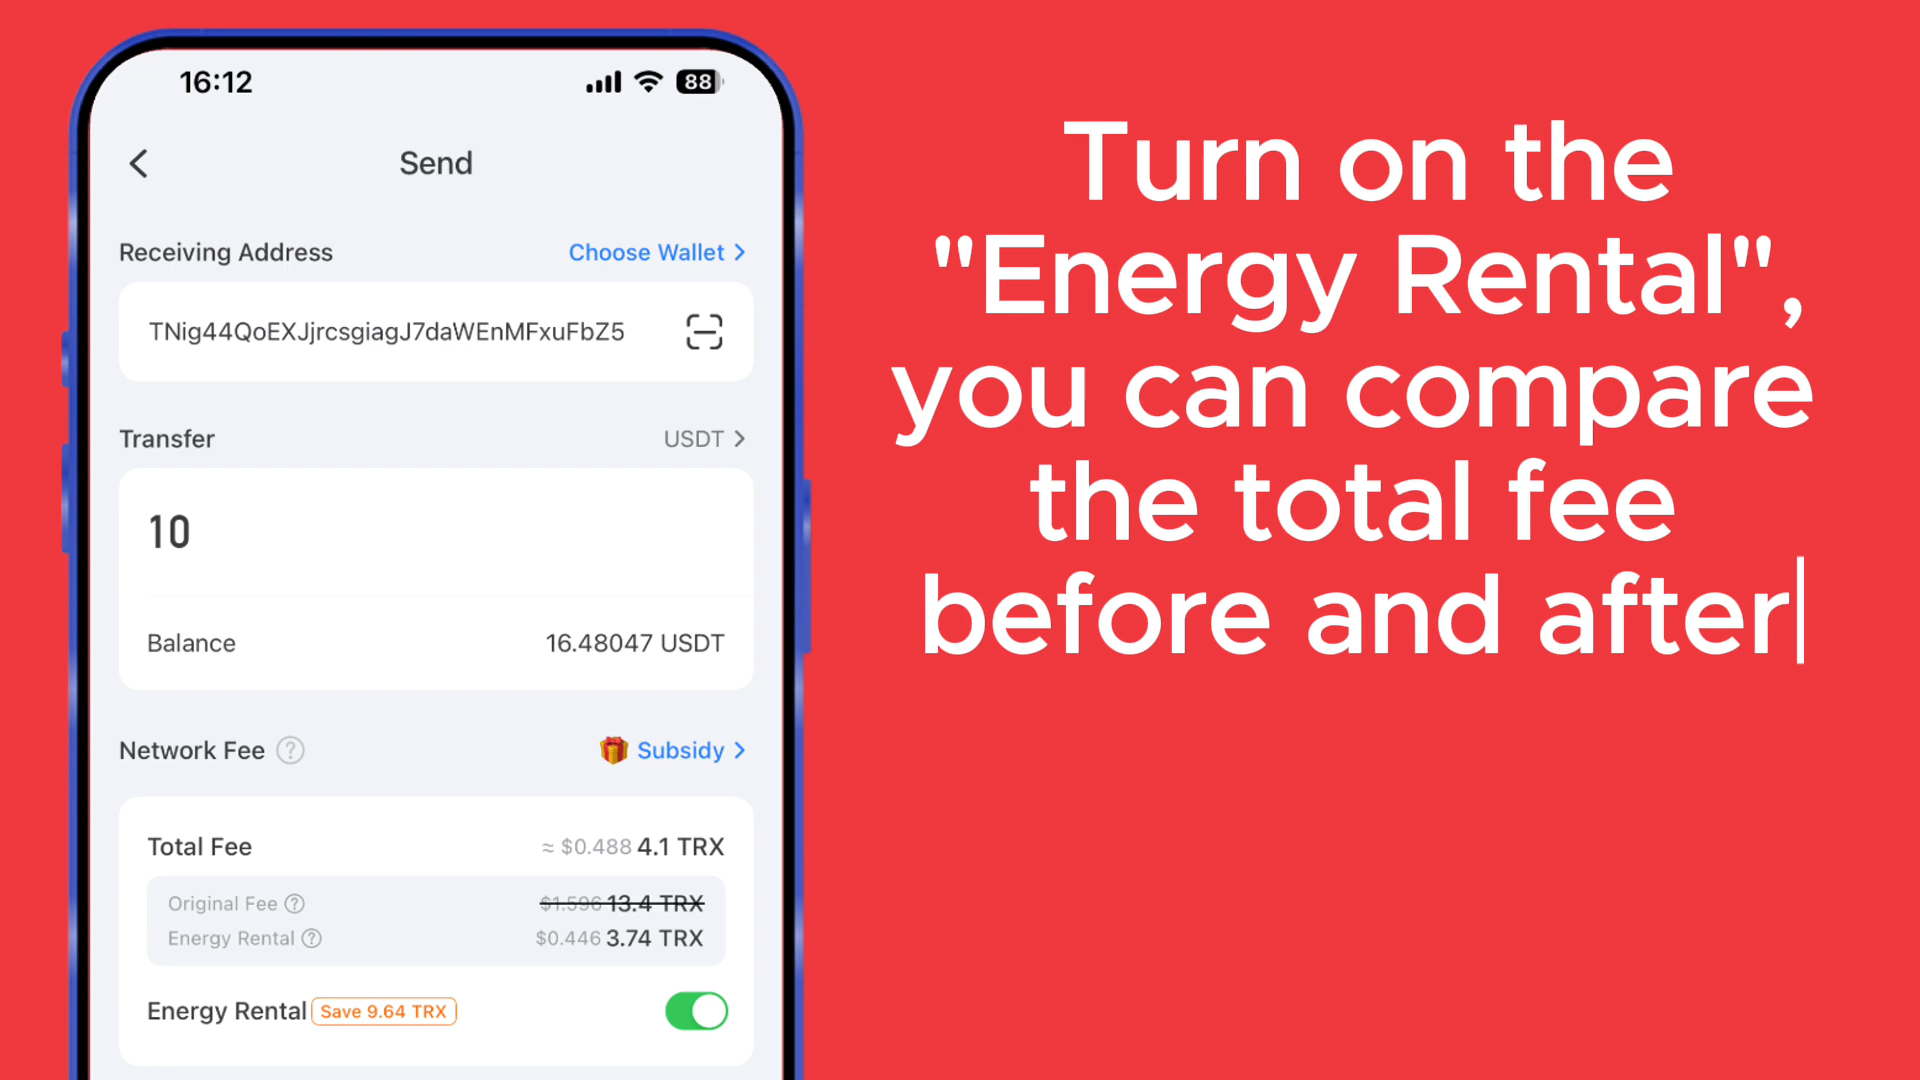 16:12
88
Send
Receiving Address
Choose Wallet
TNig44QoEXJjrcsgiagJ7daWEnMFxuFbZ5
Transfer
USDT
10
Balance
16.48047 USDT
Network Fee ?
Subsidy
Total Fee
≈ $0.488 4.1 TRX
Original Fee ?
$1.596 13.4 TRX
Energy Rental ?
$0.446 3.74 TRX
Energy Rental Save 9.64 TRX
Turn on the
"Energy Rental",
you can compare
the total fee
before and after